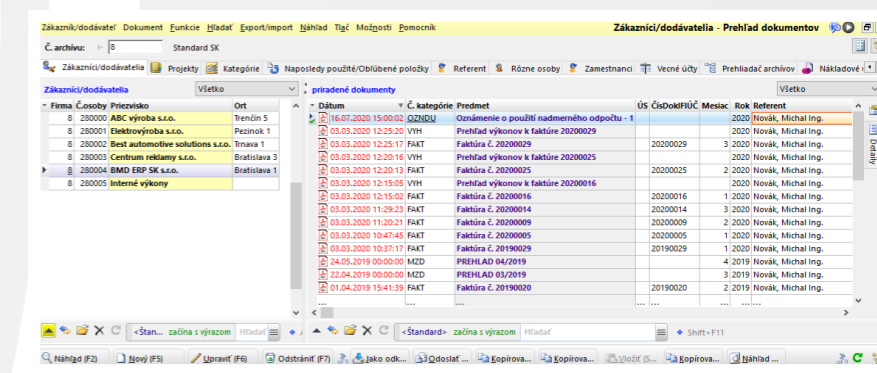 Zákazník/dodávateľ Dokument Funkcie Hľadať Export/import Náhľad Tlač Možnosti Pomocník Zákazníci/dodávatelia - Prehľad dokumentov
Č. archívu: 8 Standard SK
Zákazníci/dodávatelia Projekty Kategórie Naposledy použité/Obľúbené položky Referent Rôzne osoby Zamestnanci Vecné účty Prehliadač archívov Nákladové
Zákazníci/dodávatelia Všetko priradené dokumenty Všetko
Firma Č.osoby Priezvisko Ort Dátum Č. kategórie Predmet ÚS ČísDoklFIÚČ Mesiac Rok Referent
8 280000 ABC výroba s.r.o. Trenčín 5 16.07.2020 15:00:02 OZNDU Oznámenie o použití nadmerného odpočtu - 1 2020 Novák, Michal Ing.
8 280001 Elektrovýroba s.r.o. Pezinok 1 03.03.2020 12:25:20 VYH Prehľad výkonov k faktúre 20200029 2020 Novák, Michal Ing.
8 280002 Best automotive solutions s.r.o. Trnava 1 03.03.2020 12:25:17 FAKT Faktúra č. 20200029 20200029 3 2020 Novák, Michal Ing.
8 280003 Centrum reklamy s.r.o. Bratislava 3 03.03.2020 12:20:16 VYH Prehľad výkonov k faktúre 20200025 2020 Novák, Michal Ing.
8 280004 BMD ERP SK s.r.o. Bratislava 1 03.03.2020 12:20:13 FAKT Faktúra č. 20200025 20200025 2 2020 Novák, Michal Ing.
8 280005 Interné výkony 03.03.2020 12:15:05 VYH Prehľad výkonov k faktúre 20200016 2020 Novák, Michal Ing.
03.03.2020 12:15:02 FAKT Faktúra č. 20200016 20200016 1 2020 Novák, Michal Ing.
03.03.2020 11:29:23 FAKT Faktúra č. 20200014 20200014 3 2020 Novák, Michal Ing.
03.03.2020 11:20:21 FAKT Faktúra č. 20200009 20200009 2 2020 Novák, Michal Ing.
03.03.2020 10:47:45 FAKT Faktúra č. 20200005 20200005 1 2020 Novák, Michal Ing.
03.03.2020 10:37:17 FAKT Faktúra č. 20190029 20190029 1 2020 Novák, Michal Ing.
24.05.2019 00:00:00 MZD PREHLAD 04/2019 4 2019 Novák, Michal Ing.
22.04.2019 00:00:00 MZD PREHLAD 03/2019 3 2019 Novák, Michal Ing.
01.04.2019 15:41:39 FAKT Faktúra č. 20190020 20190020 2 2019 Novák, Michal Ing.
... ... ... ... ... ...
<Štan... začína s výrazom Hľadať <Standard> začína s výrazom Hľadať Shift+F11
Náhľad (F2) Nový (F5) Upraviť (F6) Odstrániť (F7) Jako odk... Odoslať ... Kopírova... Kopírova... Vložiť (S... Kopírova... Náhľad ...
Detaily